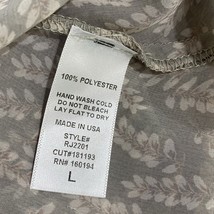 100% POLYESTER
HAND WASH COLD
DO NOT BLEACH
LAY FLAT TO DRY
MADE IN USA
STYLE#
RJ2201
CUT#181193
RN# 160194
L